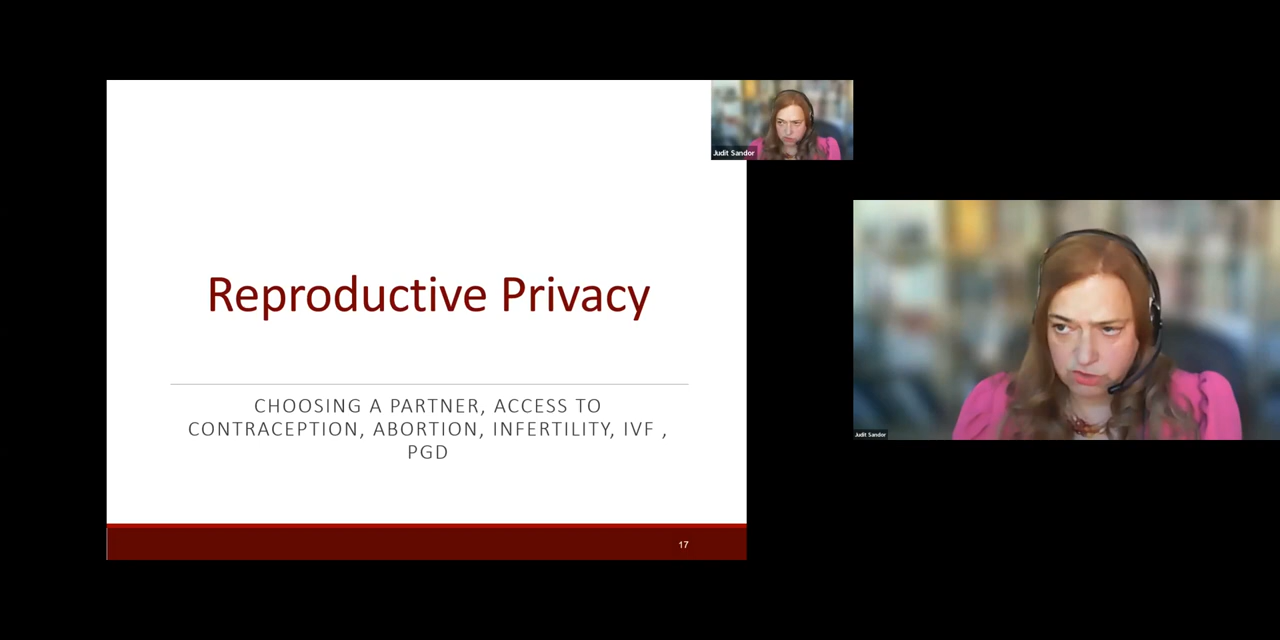 Judit Sandor
Reproductive Privacy
CHOOSING A PARTNER, ACCESS TO
CONTRACEPTION, ABORTION, INFERTILITY, IVF ,
PGD
Judit Sandor
17